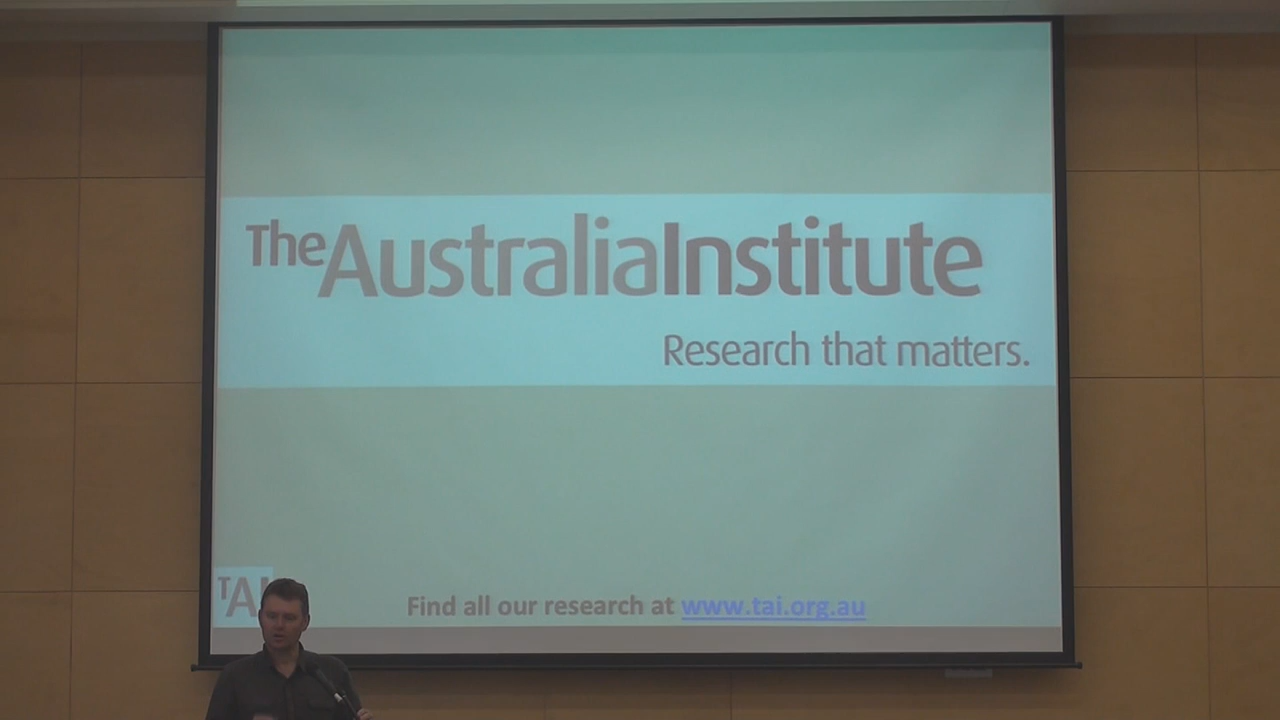 TheAustraliaInstitute
Research that matters.
TAI
Find all our research at www.tai.org.au